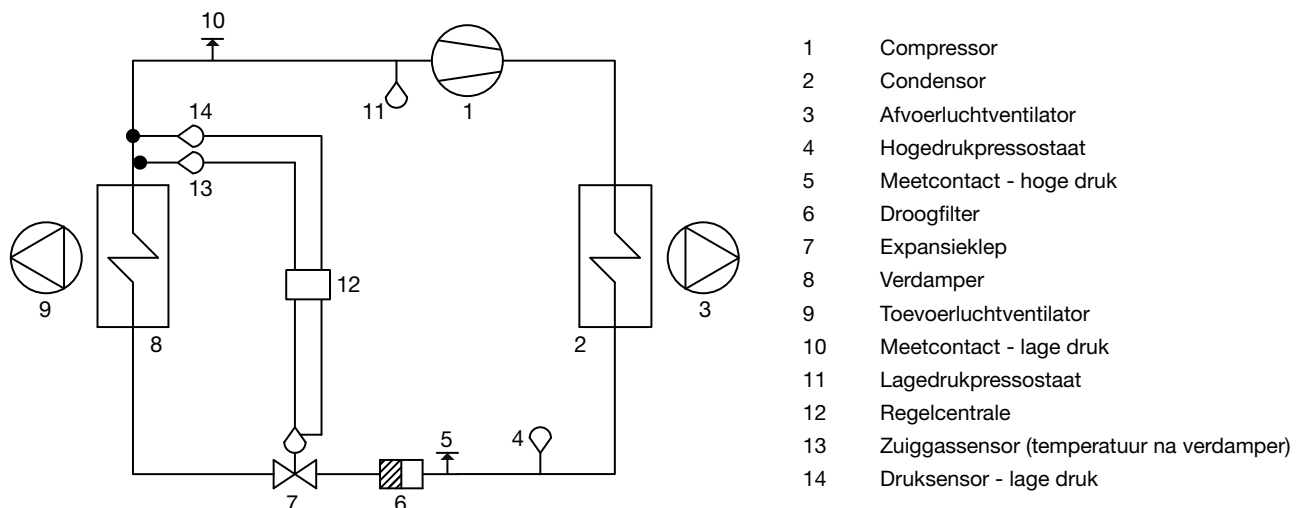 10
11
1
14
13
9
8
12
2
3
7
6
5
4
1 Compressor
2 Condensor
3 Afvoerluchtventilator
4 Hogedrukpressostaat
5 Meetcontact - hoge druk
6 Droogfilter
7 Expansieklep
8 Verdamper
9 Toevoerluchtventilator
10 Meetcontact - lage druk
11 Lagedrukpressostaat
12 Regelcentrale
13 Zuiggassensor (temperatuur na verdamper)
14 Druksensor - lage druk